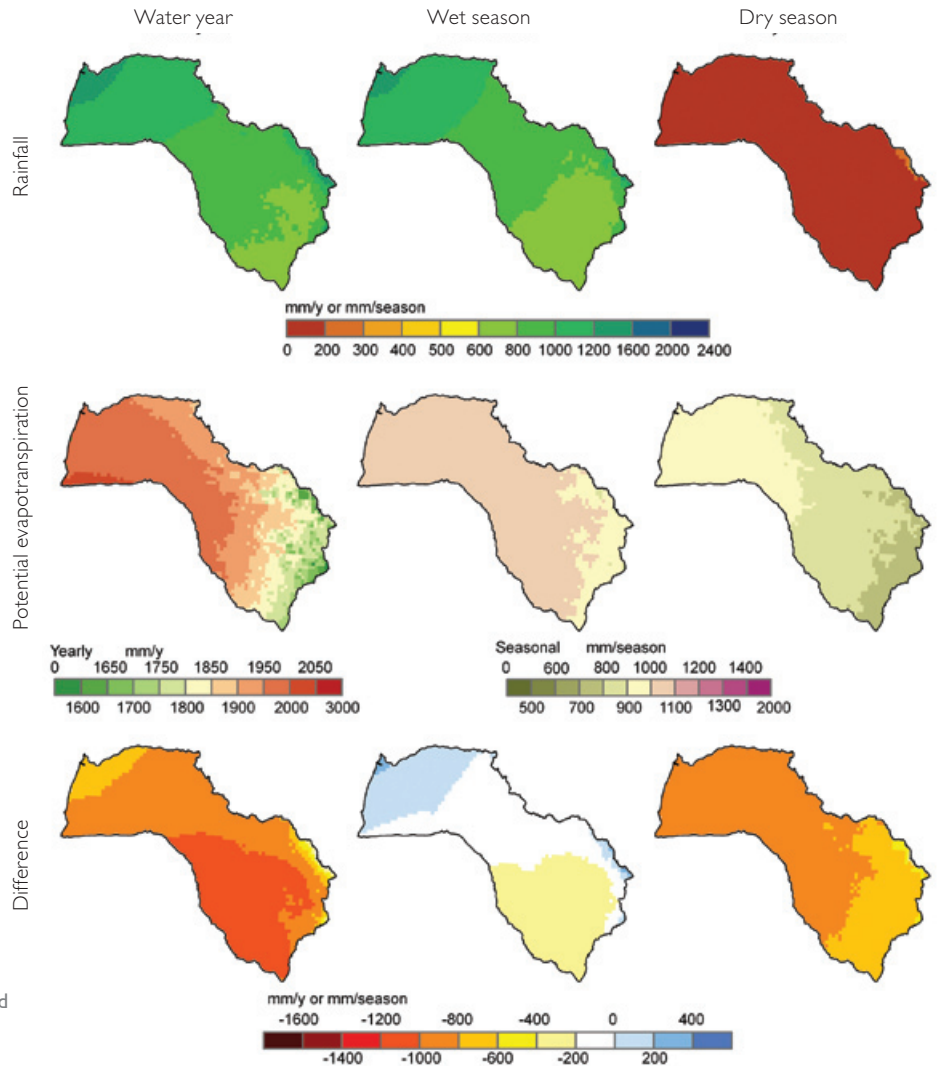 Water year Wet season Dry season
Rainfall
mm/y or mm/season
0 200 300 400 500 600 800 1000 1200 1600 2000 2400
Potential evapotranspiration
Yearly mm/y
0 1650 1750 1850 1950 2050
1600 1700 1800 1900 2000 3000
Seasonal mm/season
0 600 800 1000 1200 1400
500 700 900 1100 1300 2000
Difference
d
mm/y or mm/season
-1600 -1200 -800 -400 0 400
-1400 -1000 -600 -200 200